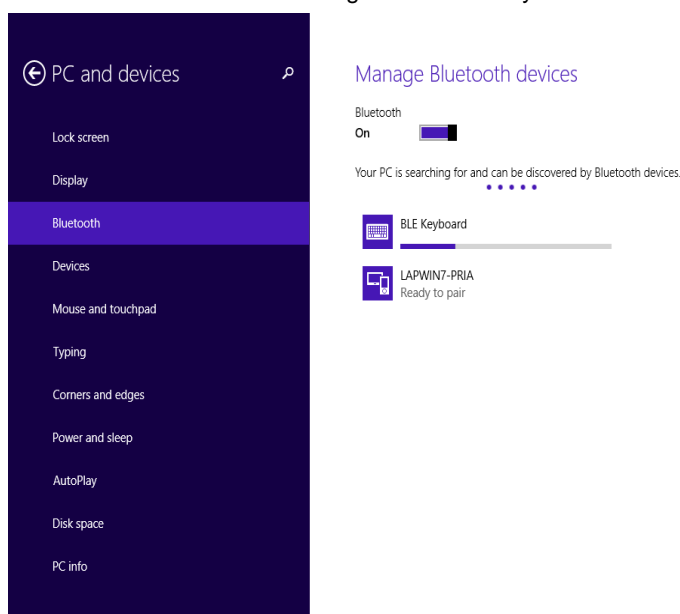 PC and devices
Lock screen
Display
Bluetooth
Devices
Mouse and touchpad
Typing
Corners and edges
Power and sleep
AutoPlay
Disk space
PC info
Manage Bluetooth devices
Bluetooth
On
Your PC is searching for and can be discovered by Bluetooth devices.
BLE Keyboard
LAPWIN7-PRIA
Ready to pair